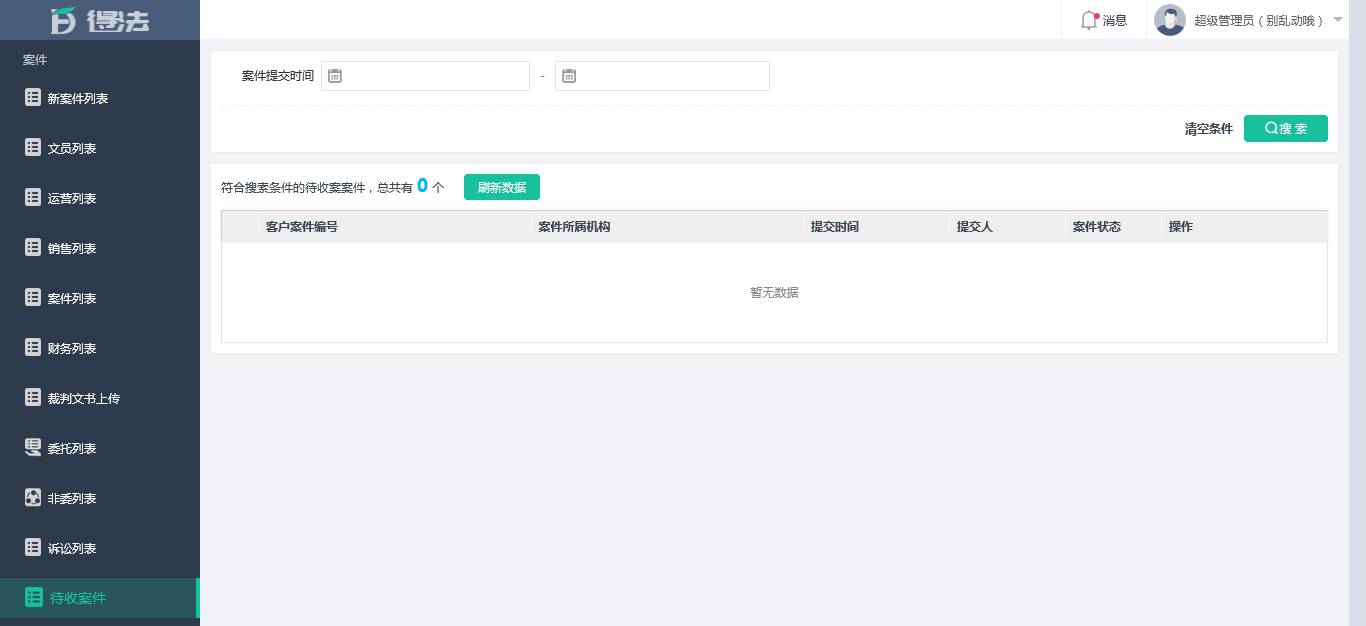 得法
消息
超级管理员（别乱动哦）
案件
新案件列表
文员列表
运营列表
销售列表
案件列表
财务列表
裁判文书上传
委托列表
非委列表
诉讼列表
待收案件
案件提交时间
-
清空条件
搜 索
符合搜索条件的待收案案件，总共有 0 个
刷新数据
客户案件编号 案件所属机构 提交时间 提交人 案件状态 操作
暂无数据